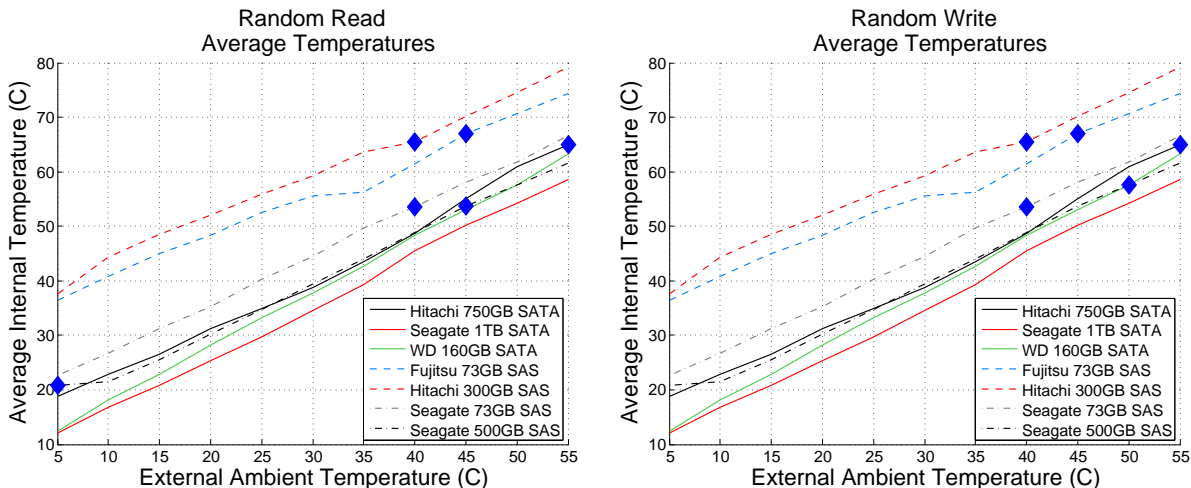 Random Read
Average Temperatures
Average Internal Temperature (C)
80
70
60
50
40
30
20
10
5 10 15 20 25 30 35 40 45 50 55
External Ambient Temperature (C)
Hitachi 750GB SATA
Seagate 1TB SATA
WD 160GB SATA
Fujitsu 73GB SAS
Hitachi 300GB SAS
Seagate 73GB SAS
Seagate 500GB SAS
Random Write
Average Temperatures
Average Internal Temperature (C)
80
70
60
50
40
30
20
10
5 10 15 20 25 30 35 40 45 50 55
External Ambient Temperature (C)
Hitachi 750GB SATA
Seagate 1TB SATA
WD 160GB SATA
Fujitsu 73GB SAS
Hitachi 300GB SAS
Seagate 73GB SAS
Seagate 500GB SAS